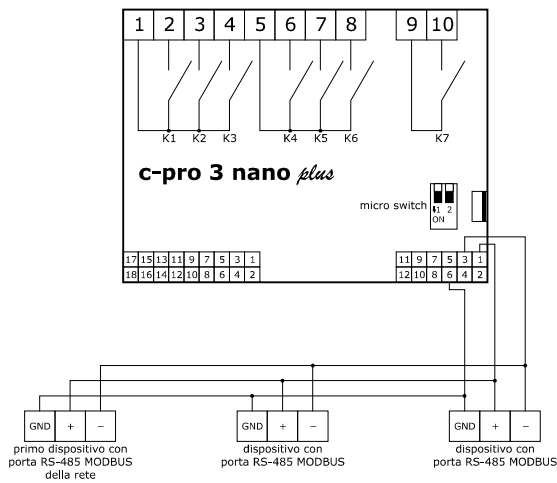 1 2 3 4 5 6 7 8 9 10
K1 K2 K3 K4 K5 K6 K7
c-pro 3 nano plus
micro switch
1 2
ON
17 15 13 11 9 7 5 3 1
18 16 14 12 10 8 6 4 2
11 9 7 5 3 1
12 10 8 6 4 2
GND + −
primo dispositivo con
porta RS-485 MODBUS
della rete
GND + −
dispositivo con
porta RS-485 MODBUS
GND + −
dispositivo con
porta RS-485 MODBUS